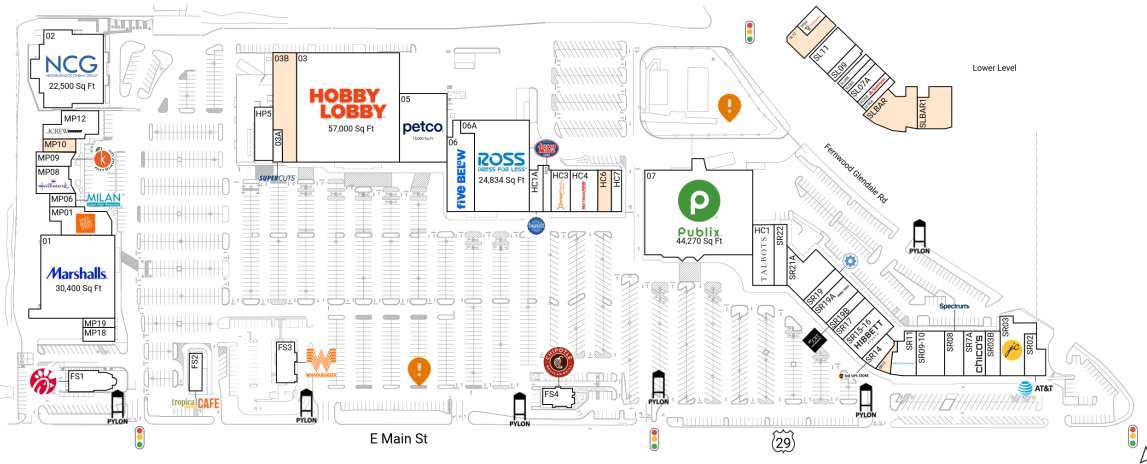 02
NCG
NEIGHBORHOOD CINEMA GROUP
22,500 Sq Ft
MP12
J.CREW
MP10
MP09
MP08
Hallmark
MP06
MILAN
MP01
01
Marshalls.
30,400 Sq Ft
MP19
MP18
FS1
PYLON
FS2
tropical CAFE
FS3
WHATABURGER
PYLON
HP5
03A
03B
03
HOBBY
LOBBY
57,000 Sq Ft
SUPERCUTS
05
petco
06A
06
five BELOW
ROSS
DRESS FOR LESS
24,834 Sq Ft
HC1A
HC3
HC4
HC6
HC7
CHIPOTLE
FS4
PYLON
E Main St
29
07
Publix
44,270 Sq Ft
HC1
TALBOTS
SR22
SR21A
SR19
SR19A
SR19B
SR17
SR15-16
HIBBETT
SR14
THE UPS STORE
PYLON
PYLON
SR11
SR09-10
SR08
SR7A
chico's
SR03B
SR03
SR02
Spectrum
AT&T
PYLON
Fernwood Glendale Rd
SL11
SL09
SL07A
SLBAR
SLBAR1
Lower Level